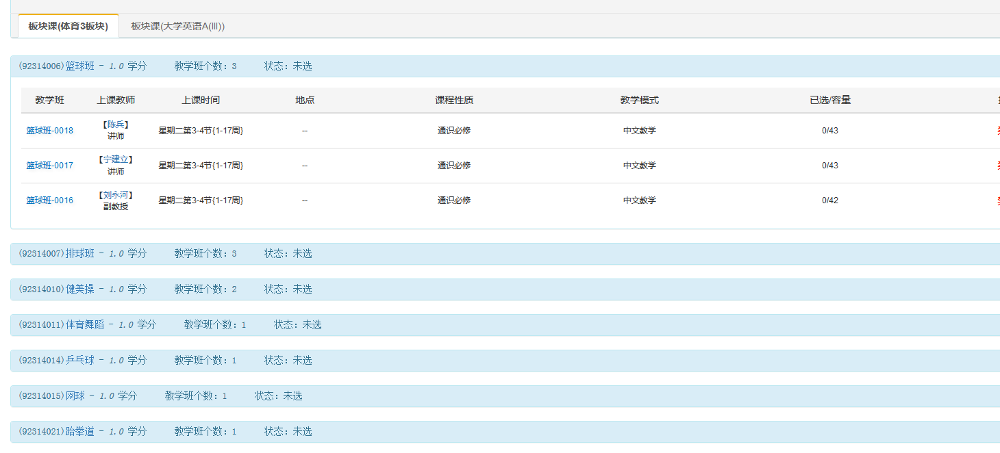 板块课(体育3板块) 板块课(大学英语A(III))
(92314006)篮球班 - 1.0 学分 教学班个数：3 状态：未选
教学班 上课教师 上课时间 地点 课程性质 教学模式 已选/容量
篮球班-0018 【陈兵】 讲师 星期二第3-4节{1-17周} -- 通识必修 中文教学 0/43
篮球班-0017 【宁建立】 讲师 星期二第3-4节{1-17周} -- 通识必修 中文教学 0/43
篮球班-0016 【刘永河】 副教授 星期二第3-4节{1-17周} -- 通识必修 中文教学 0/42
(92314007)排球班 - 1.0 学分 教学班个数：3 状态：未选
(92314010)健美操 - 1.0 学分 教学班个数：2 状态：未选
(92314011)体育舞蹈 - 1.0 学分 教学班个数：1 状态：未选
(92314014)乒乓球 - 1.0 学分 教学班个数：1 状态：未选
(92314015)网球 - 1.0 学分 教学班个数：1 状态：未选
(92314021)跆拳道 - 1.0 学分 教学班个数：1 状态：未选